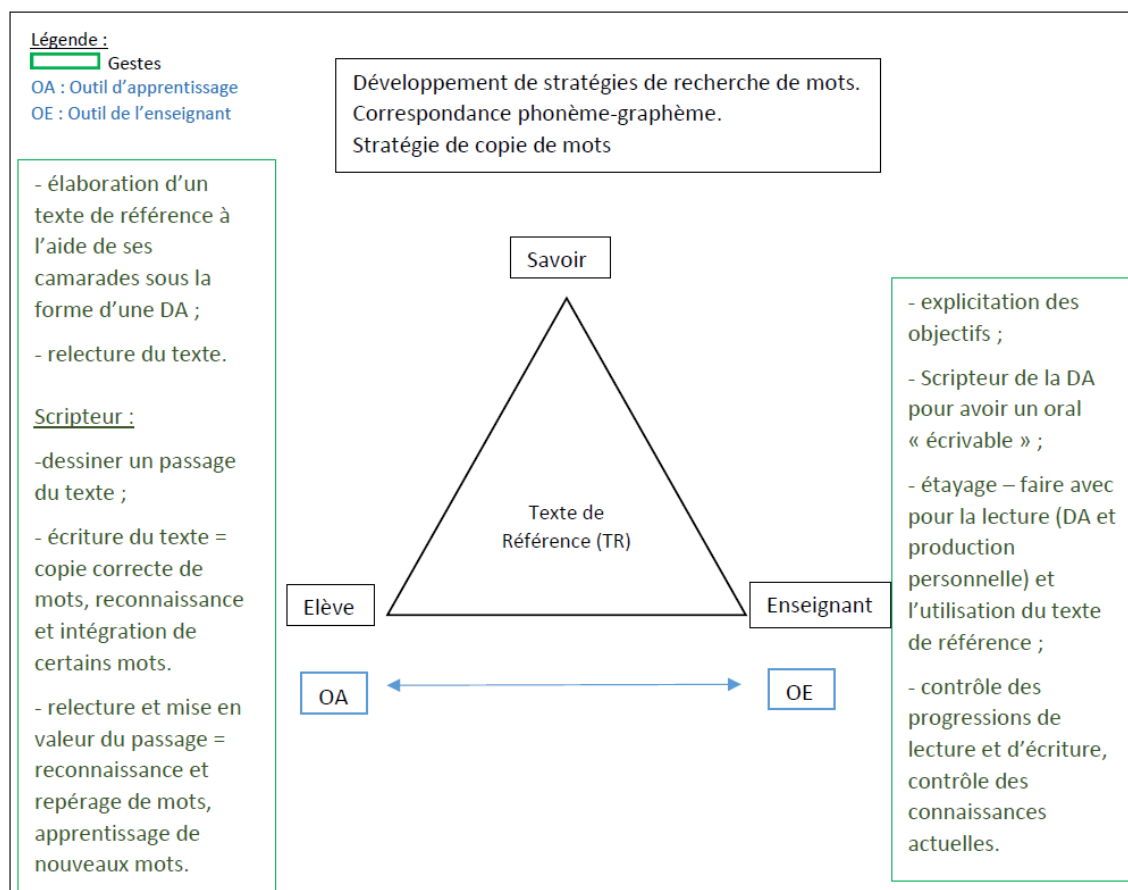 Légende :
Gestes
OA : Outil d’apprentissage
OE : Outil de l’enseignant
Développement de stratégies de recherche de mots.
Correspondance phonème-graphème.
Stratégie de copie de mots
- élaboration d’un
texte de référence à
l’aide de ses
camarades sous la
forme d’une DA ;
- relecture du texte.
Scripteur :
-dessiner un passage
du texte ;
- écriture du texte =
copie correcte de
mots, reconnaissance
et intégration de
certains mots.
- relecture et mise en
valeur du passage =
reconnaissance et
repérage de mots,
apprentissage de
nouveaux mots.
Savoir
Texte de
Référence (TR)
Elève
Enseignant
OA
OE
- explicitation des
objectifs ;
- Scripteur de la DA
pour avoir un oral
« écrivable » ;
- étayage – faire avec
pour la lecture (DA et
production
personnelle) et
l’utilisation du texte
de référence ;
- contrôle des
progressions de
lecture et d’écriture,
contrôle des
connaissances
actuelles.